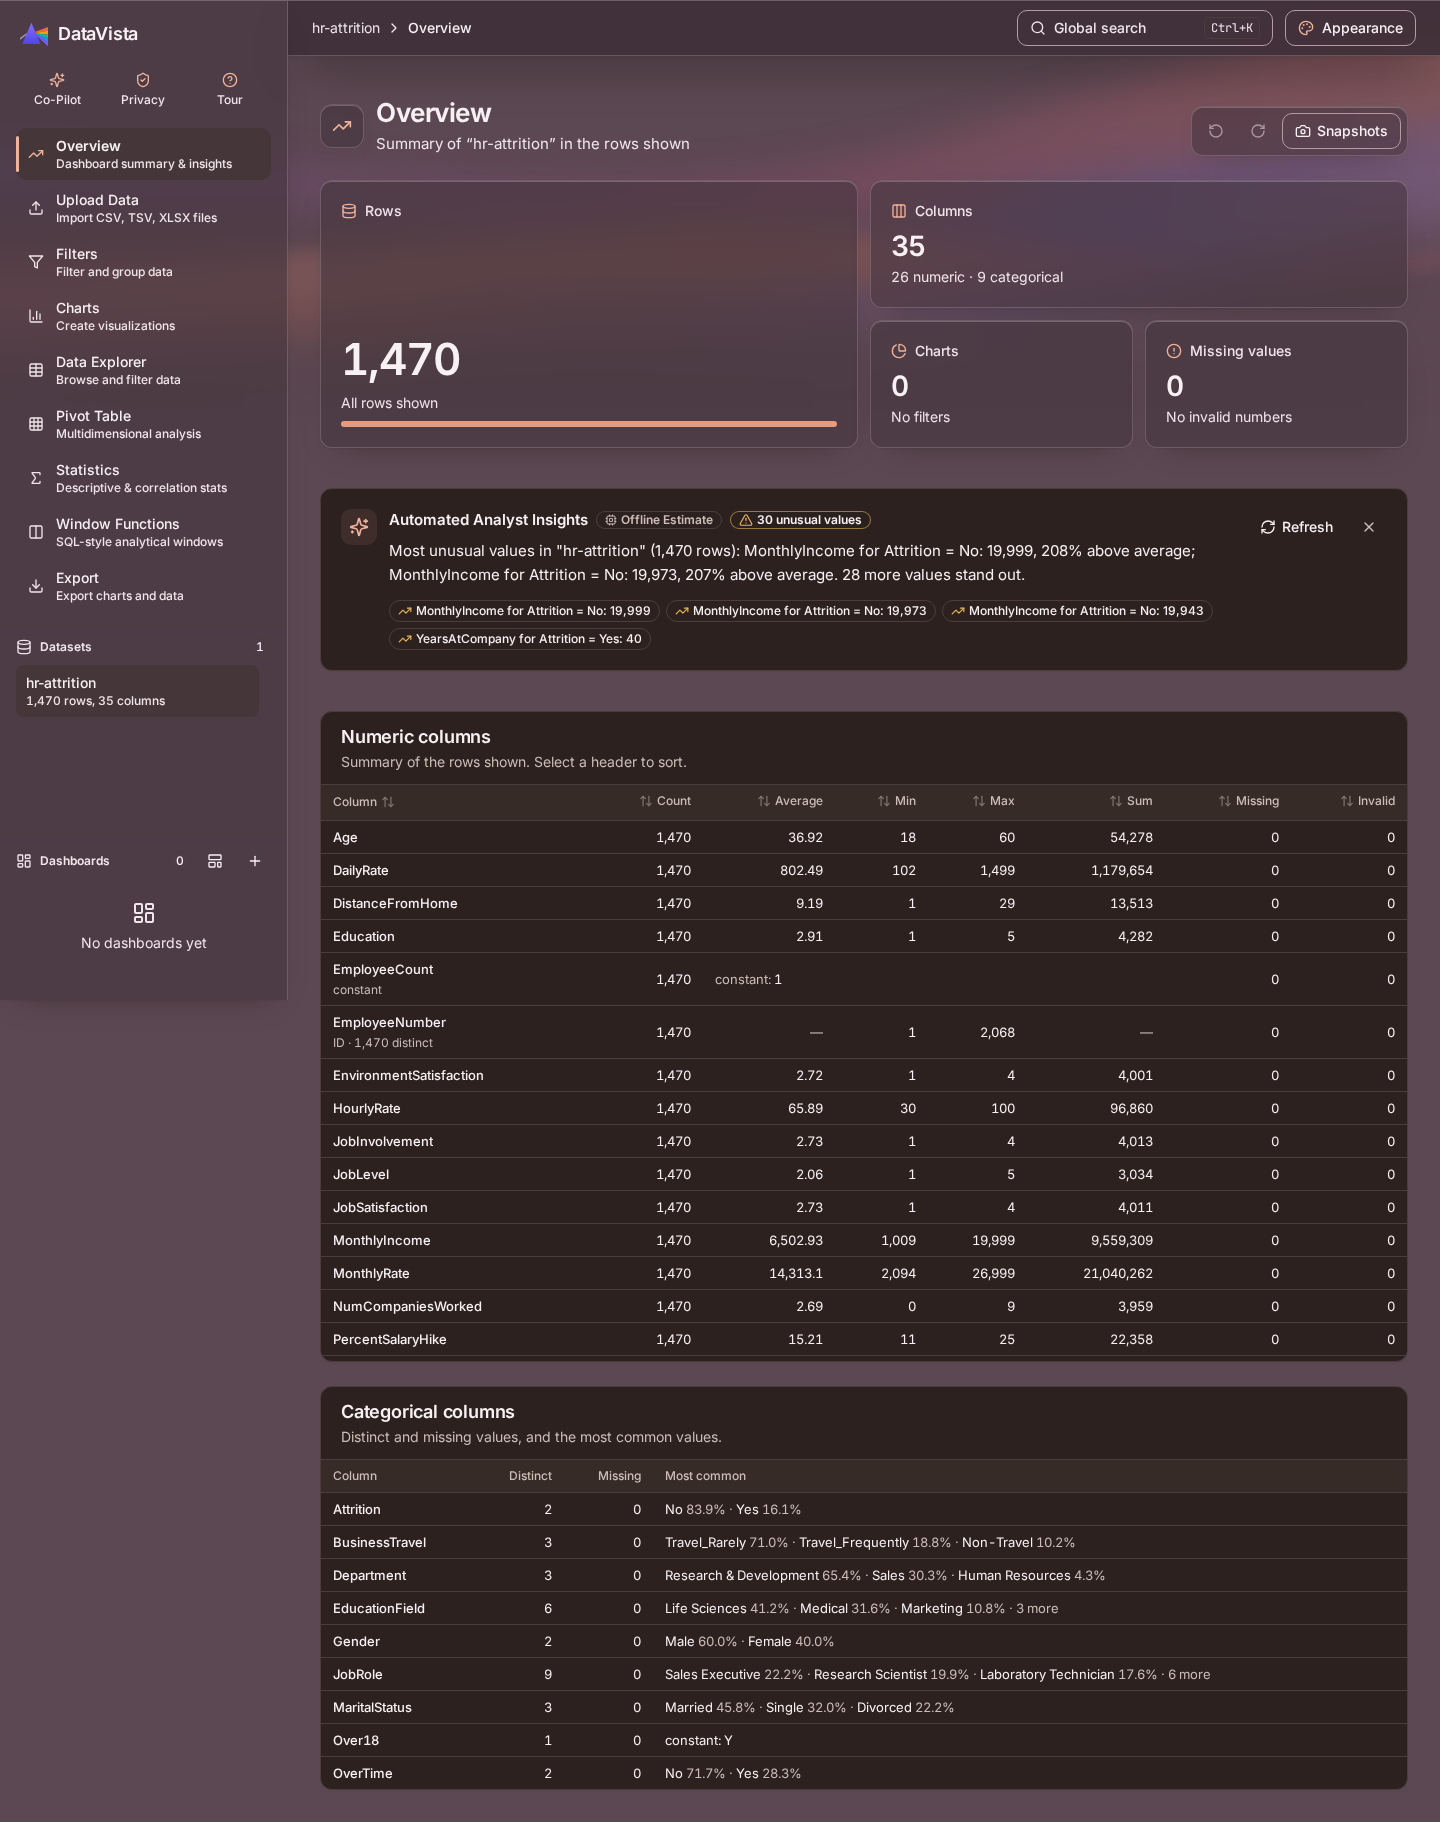 DataVista
Co-Pilot Privacy Tour
Overview
Dashboard summary & insights
Upload Data
Import CSV, TSV, XLSX files
Filters
Filter and group data
Charts
Create visualizations
Data Explorer
Browse and filter data
Pivot Table
Multidimensional analysis
Statistics
Descriptive & correlation stats
Window Functions
SQL-style analytical windows
Export
Export charts and data
Datasets 1
hr-attrition
1,470 rows, 35 columns
Dashboards 0
No dashboards yet
hr-attrition > Overview
Global search Ctrl+K
Appearance
Overview
Summary of “hr-attrition” in the rows shown
Snapshots
Rows
1,470
All rows shown
Columns
35
26 numeric · 9 categorical
Charts
0
No filters
Missing values
0
No invalid numbers
Automated Analyst Insights Offline Estimate 30 unusual values
Refresh
Most unusual values in "hr-attrition" (1,470 rows): MonthlyIncome for Attrition = No: 19,999, 208% above average;
MonthlyIncome for Attrition = No: 19,973, 207% above average. 28 more values stand out.
MonthlyIncome for Attrition = No: 19,999 MonthlyIncome for Attrition = No: 19,973 MonthlyIncome for Attrition = No: 19,943
YearsAtCompany for Attrition = Yes: 40
Numeric columns
Summary of the rows shown. Select a header to sort.
Column Count Average Min Max Sum Missing Invalid
Age 1,470 36.92 18 60 54,278 0 0
DailyRate 1,470 802.49 102 1,499 1,179,654 0 0
DistanceFromHome 1,470 9.19 1 29 13,513 0 0
Education 1,470 2.91 1 5 4,282 0 0
EmployeeCount 1,470 constant: 1 0 0
constant
EmployeeNumber 1,470 — 1 2,068 — 0 0
ID · 1,470 distinct
EnvironmentSatisfaction 1,470 2.72 1 4 4,001 0 0
HourlyRate 1,470 65.89 30 100 96,860 0 0
JobInvolvement 1,470 2.73 1 4 4,013 0 0
JobLevel 1,470 2.06 1 5 3,034 0 0
JobSatisfaction 1,470 2.73 1 4 4,011 0 0
MonthlyIncome 1,470 6,502.93 1,009 19,999 9,559,309 0 0
MonthlyRate 1,470 14,313.1 2,094 26,999 21,040,262 0 0
NumCompaniesWorked 1,470 2.69 0 9 3,959 0 0
PercentSalaryHike 1,470 15.21 11 25 22,358 0 0
Categorical columns
Distinct and missing values, and the most common values.
Column Distinct Missing Most common
Attrition 2 0 No 83.9% · Yes 16.1%
BusinessTravel 3 0 Travel_Rarely 71.0% · Travel_Frequently 18.8% · Non-Travel 10.2%
Department 3 0 Research & Development 65.4% · Sales 30.3% · Human Resources 4.3%
EducationField 6 0 Life Sciences 41.2% · Medical 31.6% · Marketing 10.8% · 3 more
Gender 2 0 Male 60.0% · Female 40.0%
JobRole 9 0 Sales Executive 22.2% · Research Scientist 19.9% · Laboratory Technician 17.6% · 6 more
MaritalStatus 3 0 Married 45.8% · Single 32.0% · Divorced 22.2%
Over18 1 0 constant: Y
OverTime 2 0 No 71.7% · Yes 28.3%